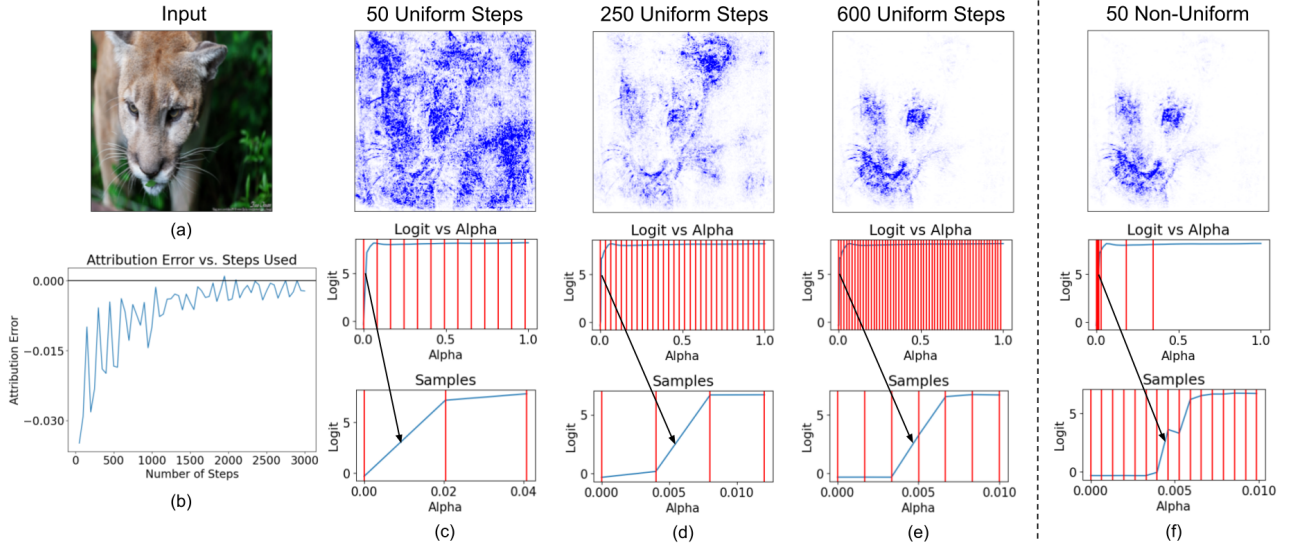 Input
50 Uniform Steps
250 Uniform Steps
600 Uniform Steps
50 Non-Uniform
(a)
Attribution Error vs. Steps Used
0.000
−0.015
−0.030
Attribution Error
0 500 1000 1500 2000 2500 3000
Number of Steps
(b)
Logit vs Alpha
Logit
5
0
0.0 0.5 1.0
Alpha
Samples
Logit
5
0
0.00 0.02 0.04
Alpha
(c)
Logit vs Alpha
Logit
5
0
0.0 0.5 1.0
Alpha
Samples
Logit
5
0
0.000 0.005 0.010
Alpha
(d)
Logit vs Alpha
Logit
5
0
0.0 0.5 1.0
Alpha
Samples
Logit
5
0
0.000 0.005 0.010
Alpha
(e)
Logit vs Alpha
Logit
5
0
0.0 0.5 1.0
Alpha
Samples
Logit
5
0
0.000 0.005 0.010
Alpha
(f)